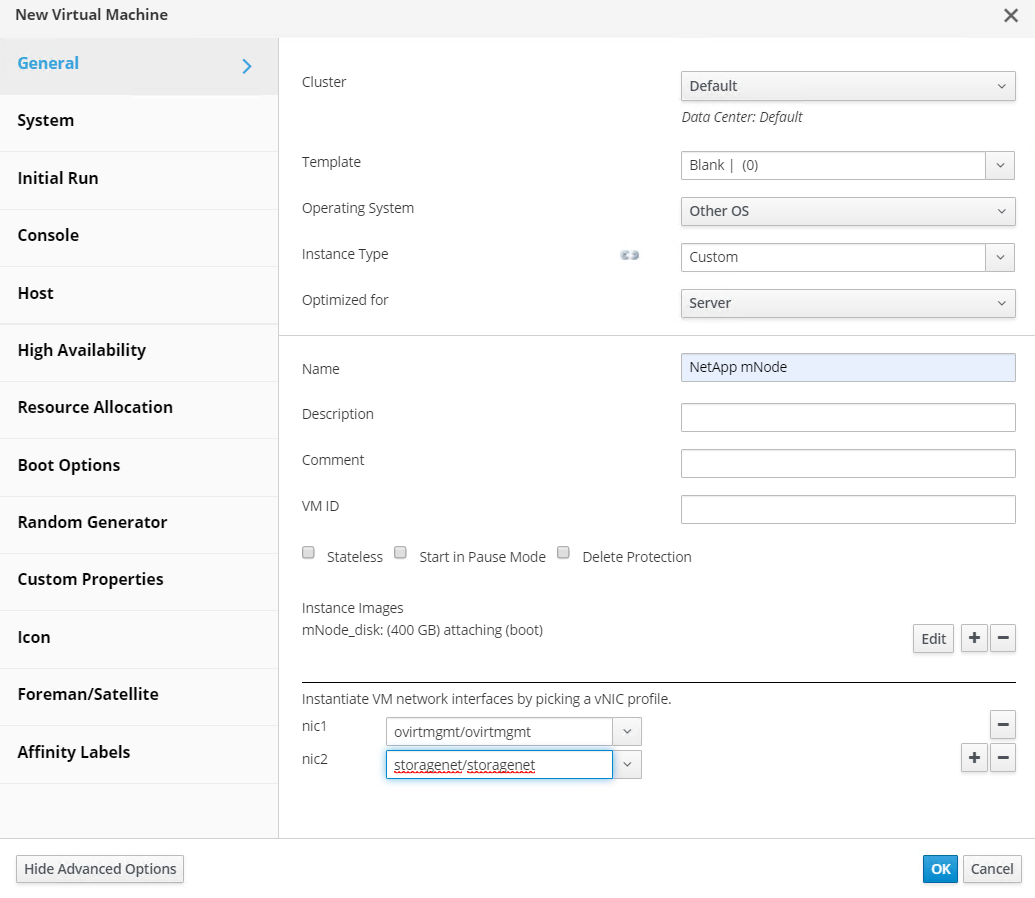 New Virtual Machine
General
System
Initial Run
Console
Host
High Availability
Resource Allocation
Boot Options
Random Generator
Custom Properties
Icon
Foreman/Satellite
Affinity Labels
Cluster Default
Data Center: Default
Template Blank | (0)
Operating System Other OS
Instance Type Custom
Optimized for Server
Name NetApp mNode
Description
Comment
VM ID
Stateless Start in Pause Mode Delete Protection
Instance Images
mNode_disk: (400 GB) attaching (boot)
Edit + −
Instantiate VM network interfaces by picking a vNIC profile.
nic1 ovirtmgmt/ovirtmgmt −
nic2 storagenet/storagenet + −
Hide Advanced Options OK Cancel